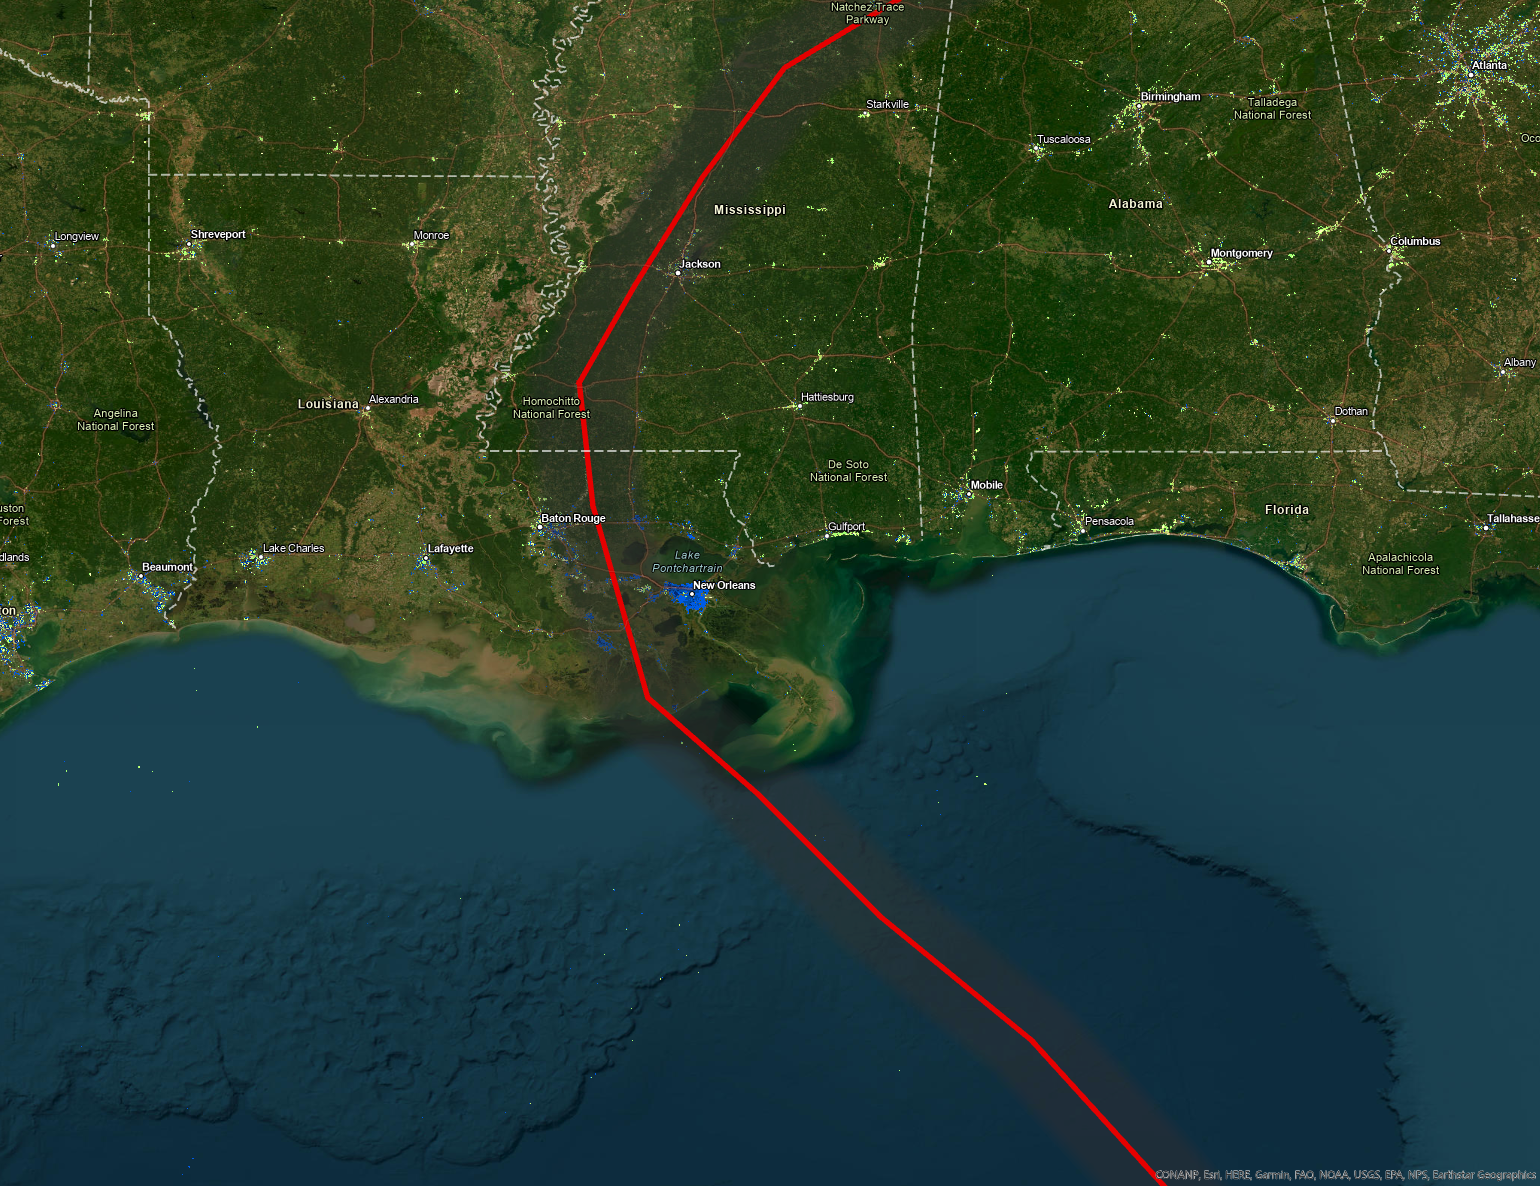 Natchez Trace
Parkway
Atlanta
Birmingham
Starkville
Talladega
National Forest
Tuscaloosa
Mississippi
Alabama
Longview
Shreveport
Monroe
Columbus
Montgomery
Jackson
Albany
Louisiana
Alexandria
Homochitto
National Forest
Hattiesburg
Angelina
National Forest
Dothan
De Soto
National Forest
Mobile
Florida
Baton Rouge
Gulfport
Pensacola
Tallahasse
uston
Forest
Lake Charles
Lafayette
Lake
Pontchartrain
dlands
Beaumont
Apalachicola
National Forest
New Orleans
ton
CONANP, Esri, HERE, Garmin, FAO, NOAA, USGS, EPA, NPS, Earthstar Geographics